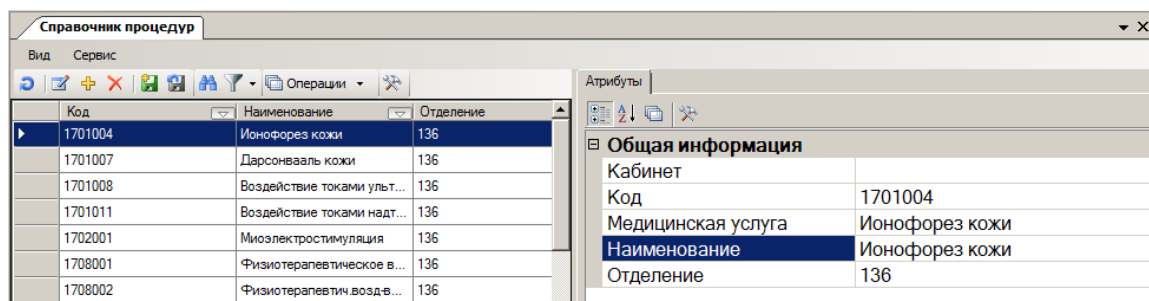 Справочник процедур
Вид Сервис
Операции
Код Наименование Отделение
1701004 Ионофорез кожи 136
1701007 Дарсонвааль кожи 136
1701008 Воздействие токами ульт... 136
1701011 Воздействие токами надт... 136
1702001 Миоэлектростимуляция 136
1708001 Физиотерапевтическое в... 136
1708002 Физиотерапевтич.возд-в... 136
Атрибуты
Общая информация
Кабинет
Код 1701004
Медицинская услуга Ионофорез кожи
Наименование Ионофорез кожи
Отделение 136